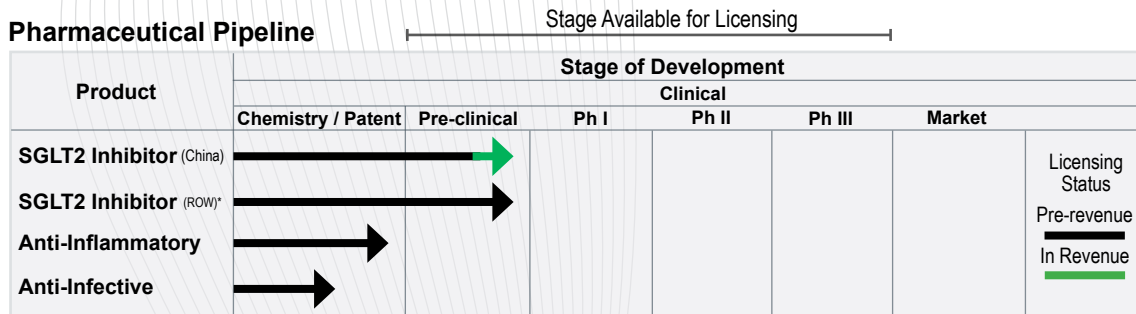 Pharmaceutical Pipeline
Stage Available for Licensing
Product
Stage of Development
Clinical
Chemistry / Patent Pre-clinical Ph I Ph II Ph III Market
SGLT2 Inhibitor (China)
SGLT2 Inhibitor (ROW)*
Anti-Inflammatory
Anti-Infective
Licensing
Status
Pre-revenue
In Revenue